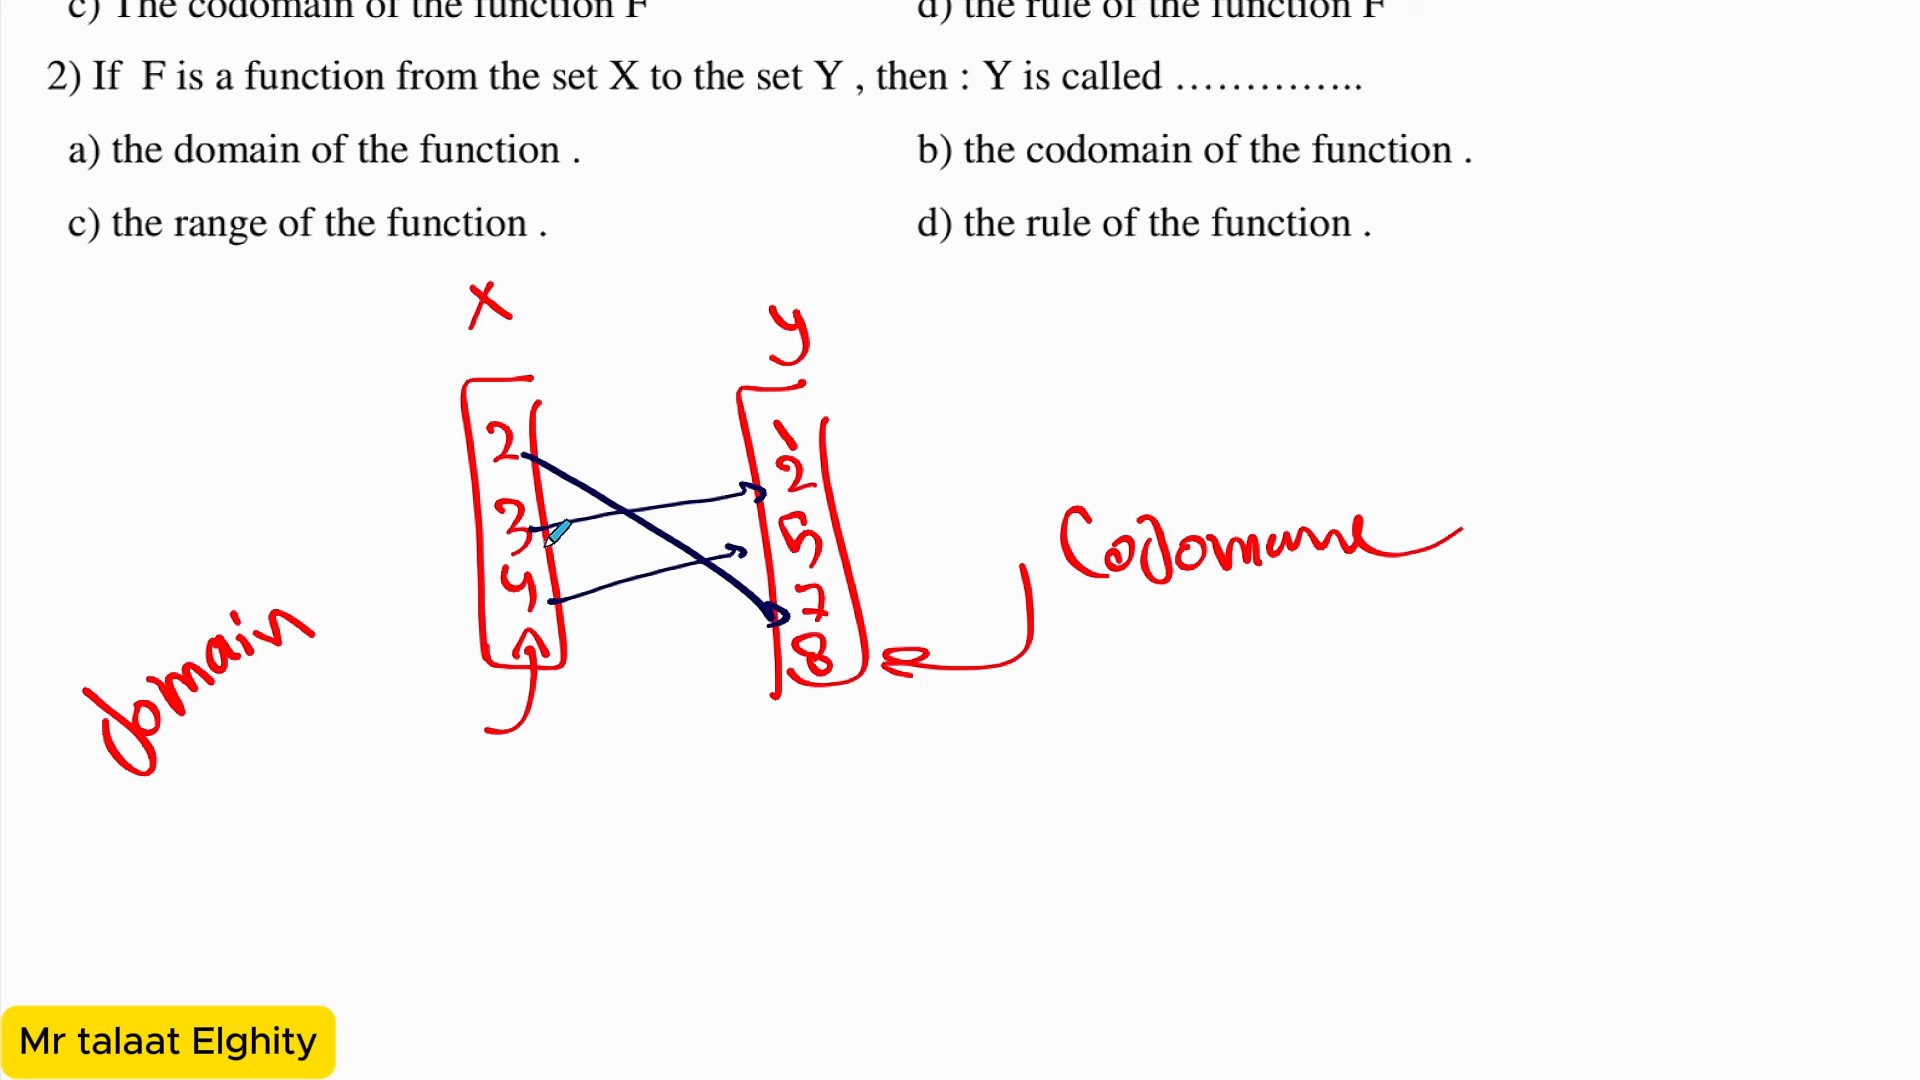 c) The codomain of the function F d) the rule of the function F
2) If F is a function from the set X to the set Y , then : Y is called …………..
a) the domain of the function . b) the codomain of the function .
c) the range of the function . d) the rule of the function .
x y
2 1
3 2
4 5
7
8
domain
Mr talaat Elghity